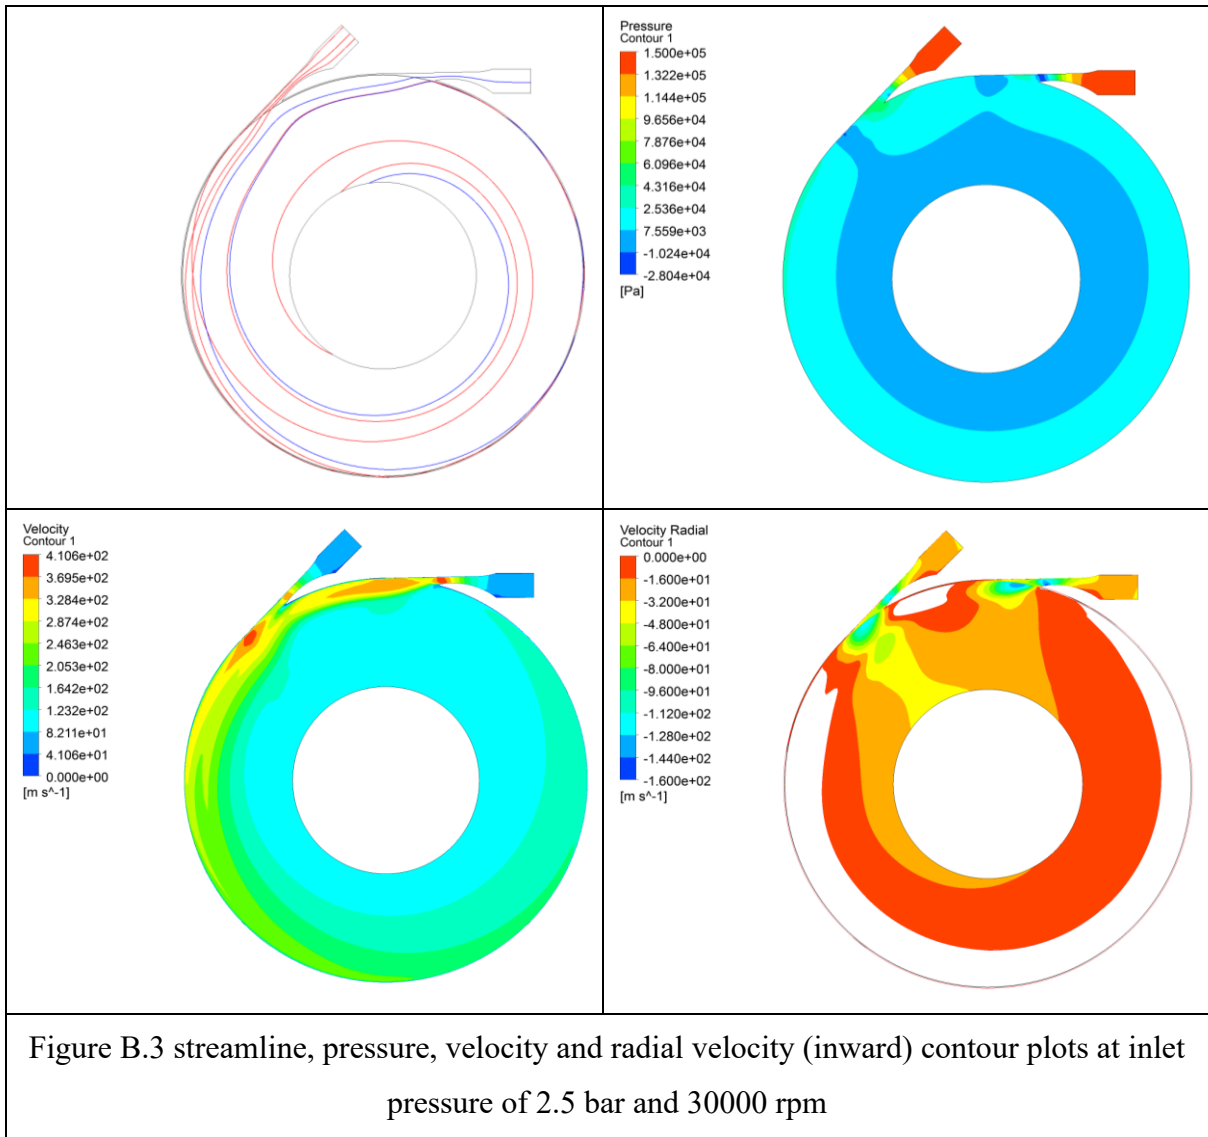 Pressure
Contour 1
1.500e+05
1.322e+05
1.144e+05
9.656e+04
7.876e+04
6.096e+04
4.316e+04
2.536e+04
7.559e+03
-1.024e+04
-2.804e+04
[Pa]
Velocity
Contour 1
4.106e+02
3.695e+02
3.284e+02
2.874e+02
2.463e+02
2.053e+02
1.642e+02
1.232e+02
8.211e+01
4.106e+01
0.000e+00
[m s^-1]
Velocity Radial
Contour 1
0.000e+00
-1.600e+01
-3.200e+01
-4.800e+01
-6.400e+01
-8.000e+01
-9.600e+01
-1.120e+02
-1.280e+02
-1.440e+02
-1.600e+02
[m s^-1]
Figure B.3 streamline, pressure, velocity and radial velocity (inward) contour plots at inlet
pressure of 2.5 bar and 30000 rpm